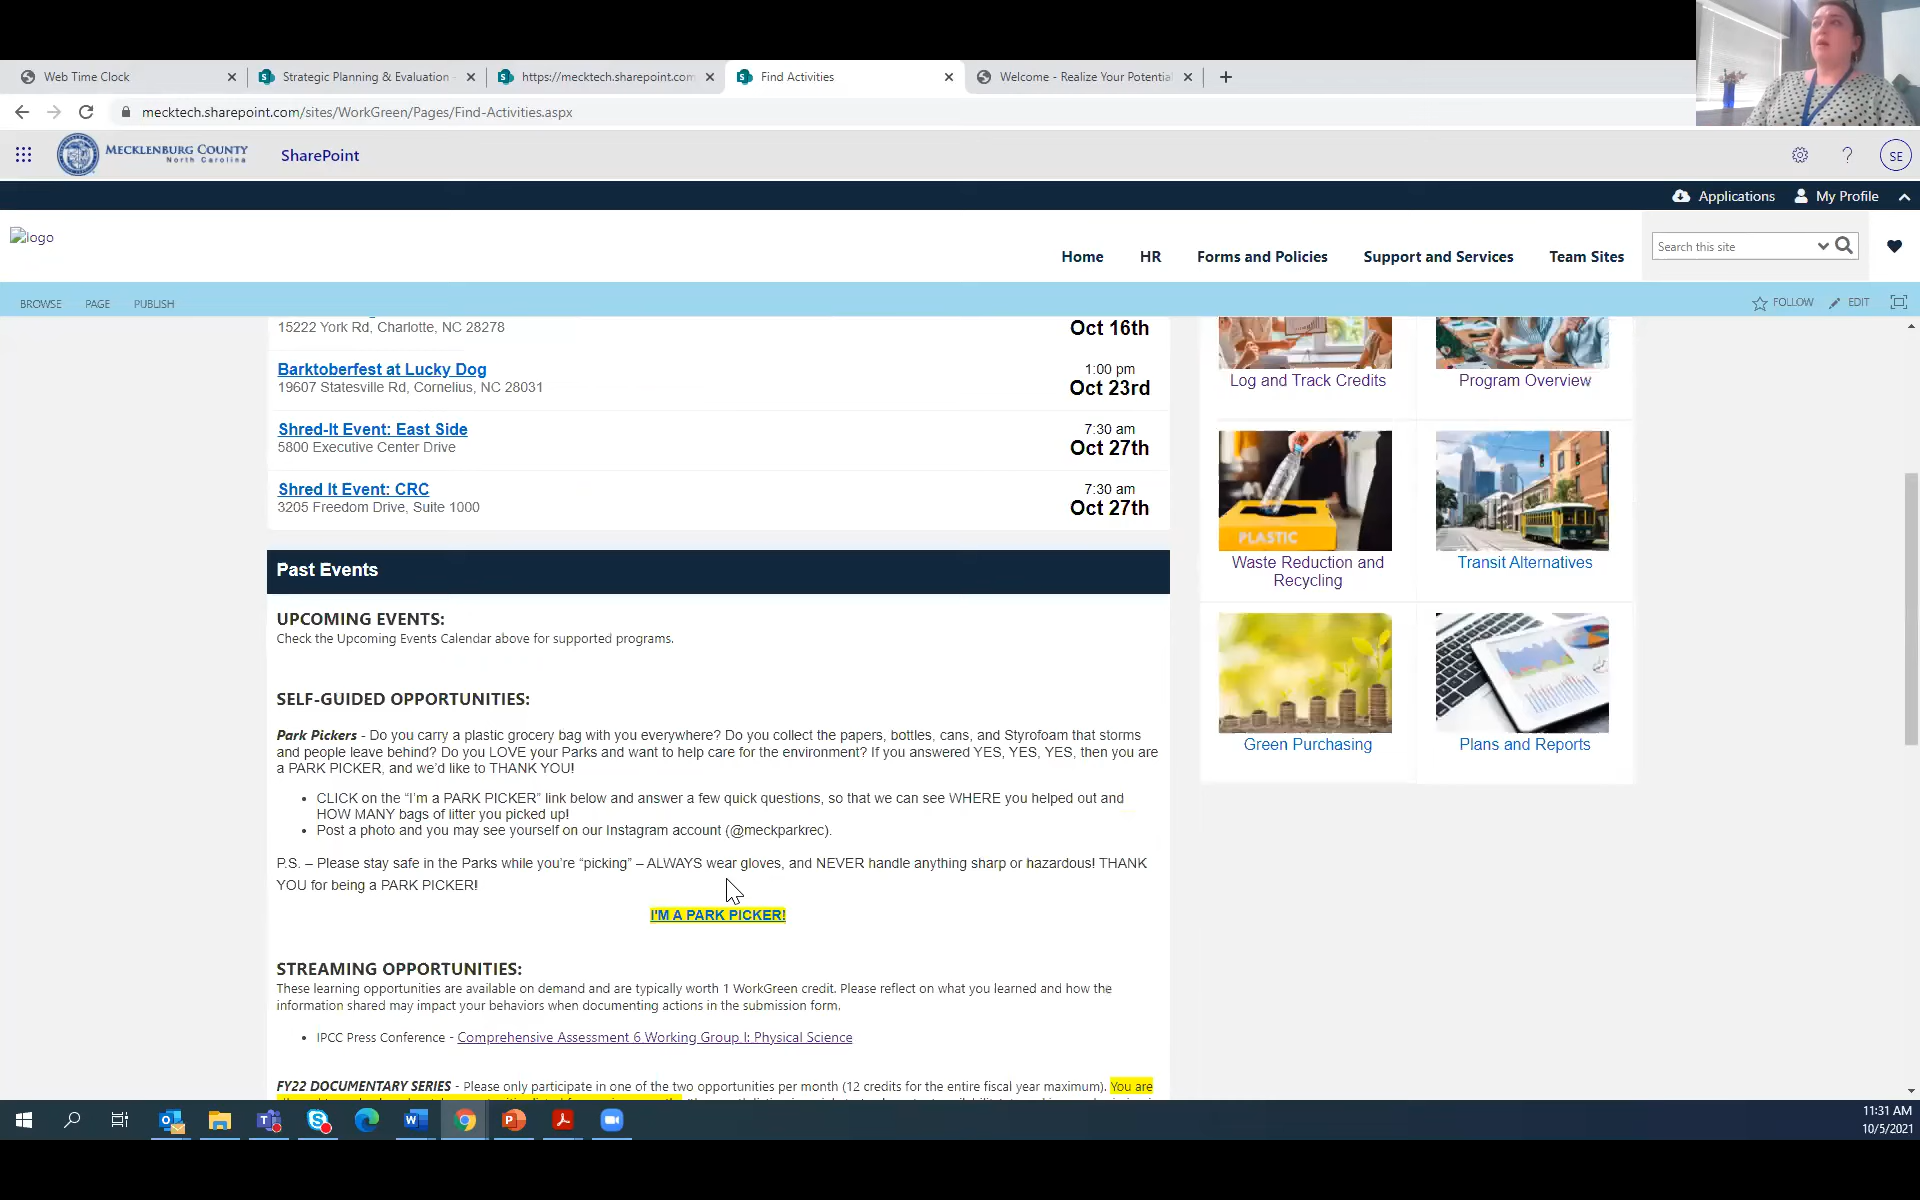 Web Time Clock
Strategic Planning & Evaluation -
https://mecktech.sharepoint.com
Find Activities
Welcome - Realize Your Potentia
mecktech.sharepoint.com/sites/WorkGreen/Pages/Find-Activities.aspx
MECKLENBURG COUNTY
North Carolina
SharePoint
?
SE
Applications
My Profile
logo
Home
HR
Forms and Policies
Support and Services
Team Sites
Search this site
BROWSE
PAGE
PUBLISH
FOLLOW
EDIT
15222 York Rd, Charlotte, NC 28278
Oct 16th
Barktoberfest at Lucky Dog
19607 Statesville Rd, Cornelius, NC 28031
1:00 pm
Oct 23rd
Shred-It Event: East Side
5800 Executive Center Drive
7:30 am
Oct 27th
Shred It Event: CRC
3205 Freedom Drive, Suite 1000
7:30 am
Oct 27th
Past Events
UPCOMING EVENTS:
Check the Upcoming Events Calendar above for supported programs.
SELF-GUIDED OPPORTUNITIES:
Park Pickers - Do you carry a plastic grocery bag with you everywhere? Do you collect the papers, bottles, cans, and Styrofoam that storms
and people leave behind? Do you LOVE your Parks and want to help care for the environment? If you answered YES, YES, YES, then you are
a PARK PICKER, and we'd like to THANK YOU!
• CLICK on the “I'm a PARK PICKER” link below and answer a few quick questions, so that we can see WHERE you helped out and
HOW MANY bags of litter you picked up!
• Post a photo and you may see yourself on our Instagram account (@meckparkrec).
P.S. – Please stay safe in the Parks while you're “picking” – ALWAYS wear gloves, and NEVER handle anything sharp or hazardous! THANK
YOU for being a PARK PICKER!
I'M A PARK PICKER!
STREAMING OPPORTUNITIES:
These learning opportunities are available on demand and are typically worth 1 WorkGreen credit. Please reflect on what you learned and how the
information shared may impact your behaviors when documenting actions in the submission form.
• IPCC Press Conference - Comprehensive Assessment 6 Working Group I: Physical Science
FY22 DOCUMENTARY SERIES - Please only participate in one of the two opportunities per month (12 credits for the entire fiscal year maximum). You are
Log and Track Credits
Program Overview
PLASTIC
Waste Reduction and
Recycling
Transit Alternatives
Green Purchasing
Plans and Reports
11:31 AM
10/5/2021